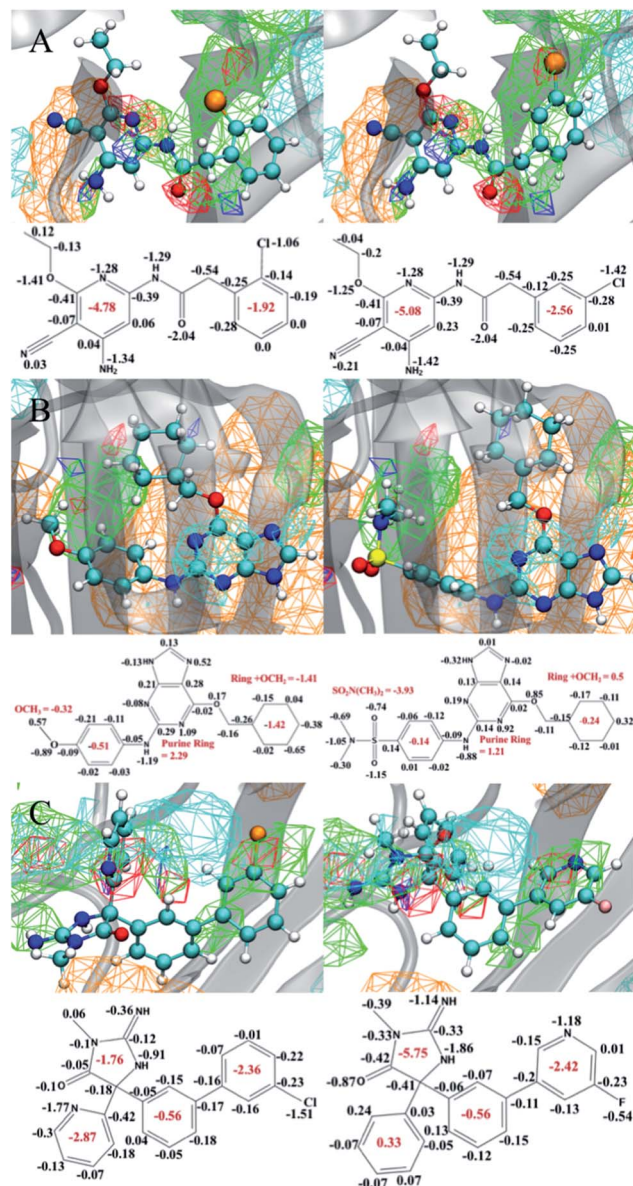 A
0.12
-0.13
-1.29
Cl -1.06
-1.28
H
N
-0.54
-1.41 O
N
-0.25
-0.14
-0.41
-4.78
-0.39
-1.92
-0.19
-0.07
0.06
O
-2.04
-0.28
0.0
0.04
-1.34
0.0
N
0.03
NH₂
-0.04
-0.2
-1.29
-1.42
-1.28
H
N
-0.54
-0.25
Cl
O
-1.25
N
-0.12
-0.28
-0.41
-5.08
-0.39
-2.56
-0.07
0.23
O
-2.04
-0.25
0.01
-0.04
-1.42
-0.25
N
-0.21
NH₂
B
0.13
-0.13 HN
N 0.52
Ring +OCH₂ = -1.41
0.21
0.28
OCH₃ = -0.32
-0.08 N
0.17
O
-0.15
0.04
0.57
-0.21
-0.11
-0.02
-0.26
-1.42
-0.38
O
-0.89
-0.09
-0.51
-0.05
0.29
N
1.09
-0.16
-0.02
-0.65
N
H
-1.19
Purine Ring
= 2.29
-0.02
-0.03
0.01
-0.32 HN
N -0.02
Ring +OCH₂ = 0.5
SO₂N(CH₃)₂ = -3.93
0.13
0.14
0.19 N
0.85
O
-0.17
-0.11
-0.69
-0.74
O
-0.06
-0.12
0.02
-0.15
-0.24
0.32
-1.05 N
S
0.14
-0.14
-0.09
0.14
N
0.92
-0.11
-0.12
-0.01
N
H
-0.88
Purine Ring
= 1.21
-0.30
O
-1.15
0.01
-0.02
C
0.06
-0.36 NH
-0.1 N
-0.12
-0.01
-0.05
-1.76
-0.91
NH
-0.07
-0.22
-0.10 O
-0.18
-0.05
-0.15
-0.16
-2.36
-0.23
Cl
-1.51
-1.77
N
-0.42
-0.56
-0.17
-0.16
-0.3
-2.87
-0.18
0.04
-0.18
-0.13
-0.07
-0.05
-0.39
-1.14 NH
-1.18
N
-0.33 N
-0.33
-0.15
0.01
-0.42
-5.75
-1.86
NH
-0.07
-0.2
-2.42
-0.23
-0.87 O
-0.41
-0.06
-0.11
-0.13
F
-0.54
0.24
0.03
-0.56
-0.07
0.33
-0.05
0.13
-0.15
-0.12
-0.07
0.07